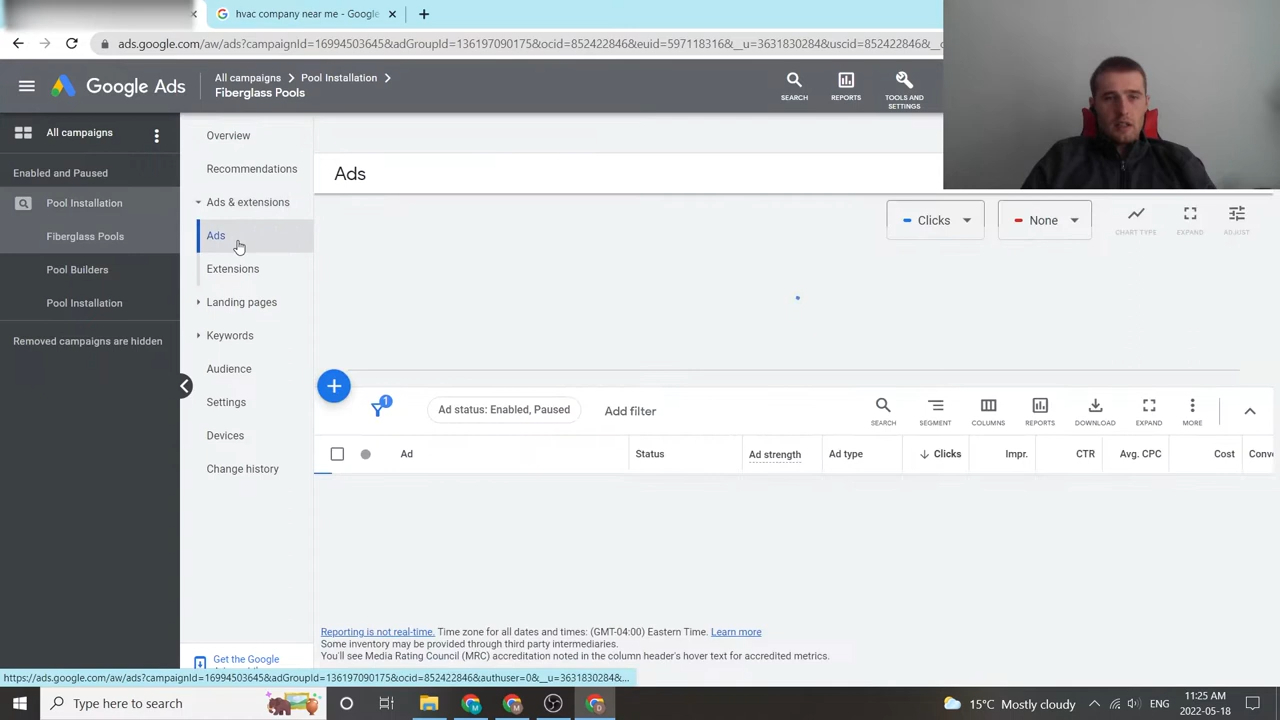 hvac company near me - Google
ads.google.com/aw/ads?campaignId=16994503645&adGroupId=136197090175&ocid=852422846&euid=597118316&__u=3631830284&uscid=852422846&__
Google Ads
All campaigns
Pool Installation
Fiberglass Pools
SEARCH
REPORTS
TOOLS AND
SETTINGS
All campaigns
Enabled and Paused
Pool Installation
Fiberglass Pools
Pool Builders
Pool Installation
Removed campaigns are hidden
Overview
Recommendations
Ads & extensions
Ads
Extensions
Landing pages
Keywords
Audience
Settings
Devices
Change history
Get the Google
Ads
Clicks
None
CHART TYPE
EXPAND
ADJUST
1
Ad status: Enabled, Paused
Add filter
SEARCH
SEGMENT
COLUMNS
REPORTS
DOWNLOAD
EXPAND
MORE
Ad
Status
Ad strength
Ad type
Clicks
Impr.
CTR
Avg. CPC
Cost
Conv
Reporting is not real-time. Time zone for all dates and times: (GMT-04:00) Eastern Time. Learn more
Some inventory may be provided through third party intermediaries.
You'll see Media Rating Council (MRC) accreditation noted in the column header's hover text for accredited metrics.
https://ads.google.com/aw/ads?campaignId=16994503645&adGroupId=136197090175&ocid=852422846&authuser=0&__u=3631830284&...
Type here to search
15°C Mostly cloudy
ENG
11:25 AM
2022-05-18